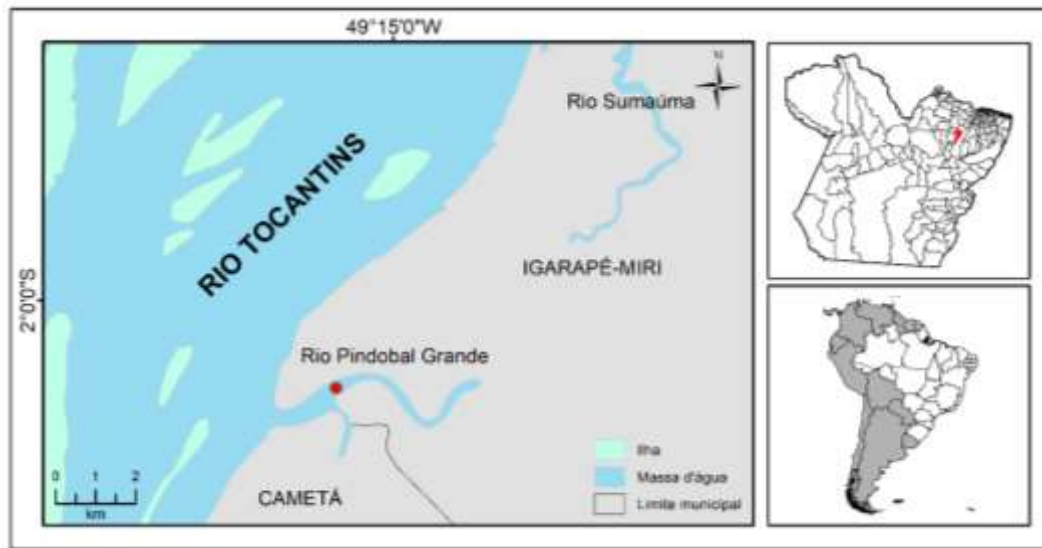 49°15'0"W
N
Rio Sumaúma
RIO TOCANTINS
IGARAPÉ-MIRI
2°0'0"S
Rio Pindobal Grande
Ilha
Massa d'água
Limite municipal
0 1 2
km
CAMETÁ